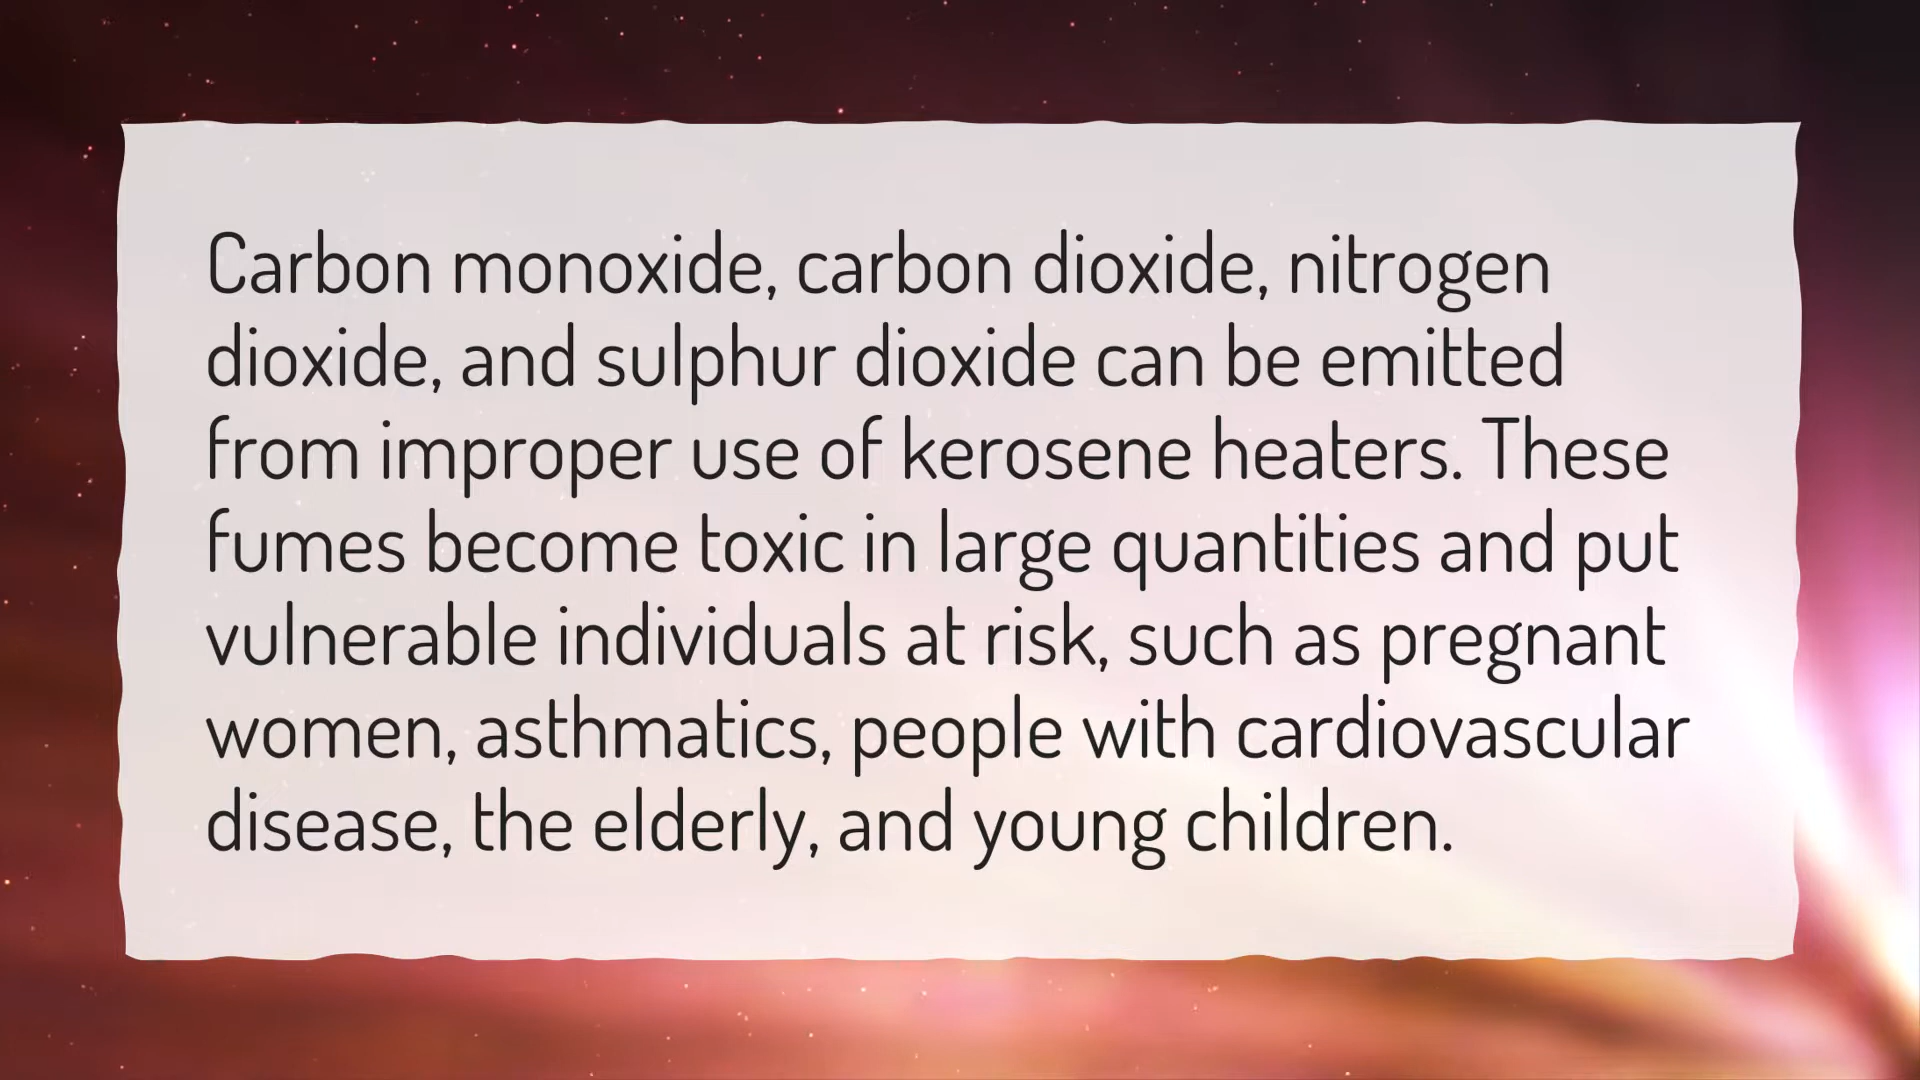 Carbon monoxide, carbon dioxide, nitrogen
dioxide, and sulphur dioxide can be emitted
from improper use of kerosene heaters. These
fumes become toxic in large quantities and put
vulnerable individuals at risk, such as pregnant
women, asthmatics, people with cardiovascular
disease, the elderly, and young children.